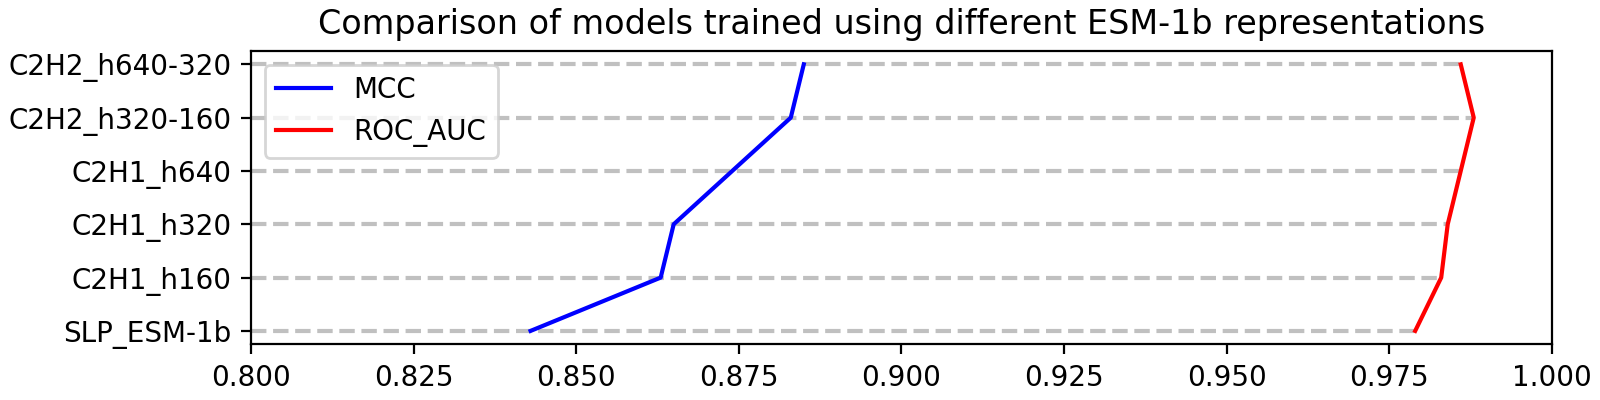 Comparison of models trained using different ESM-1b representations
C2H2_h640-320
C2H2_h320-160
C2H1_h640
C2H1_h320
C2H1_h160
SLP_ESM-1b
MCC
ROC_AUC
0.800 0.825 0.850 0.875 0.900 0.925 0.950 0.975 1.000